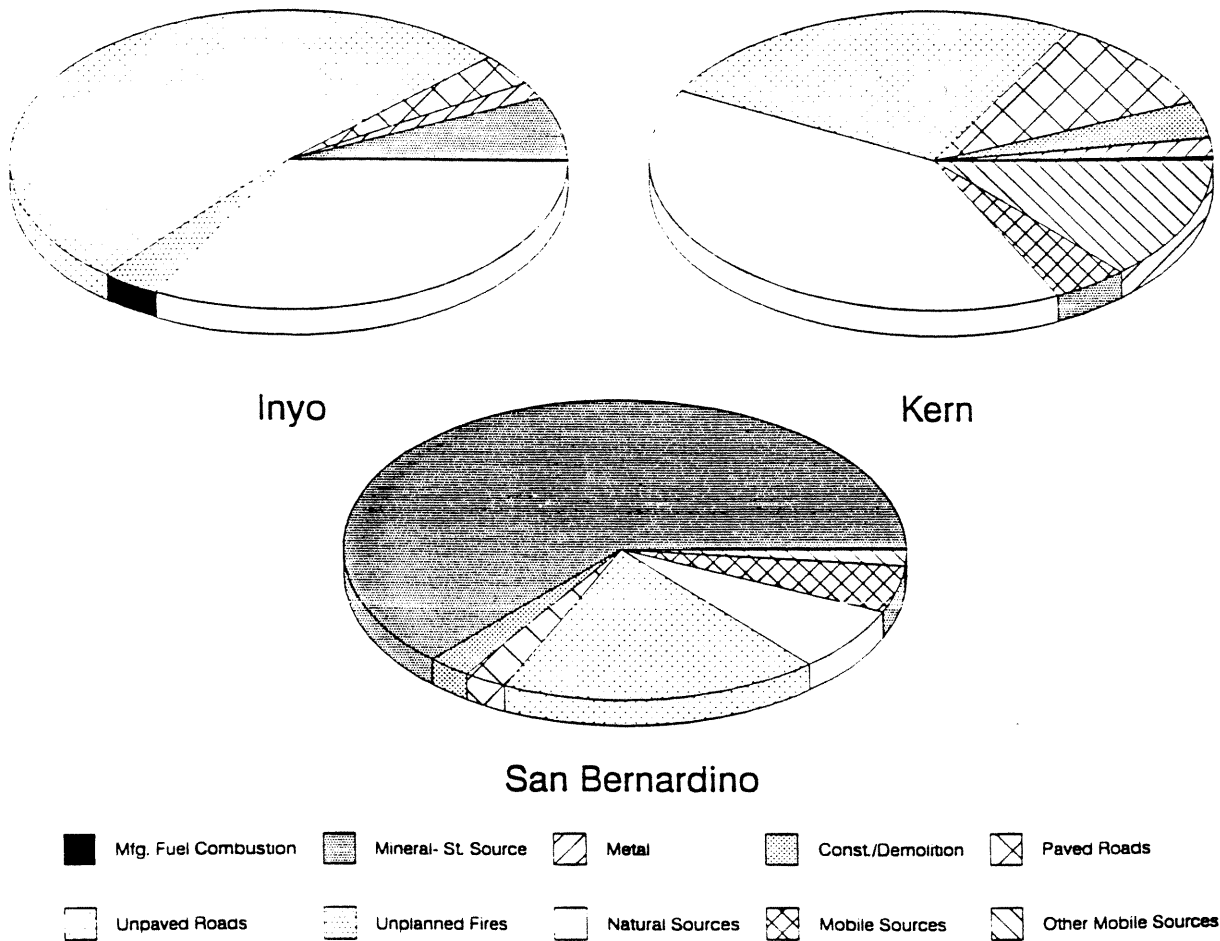 Inyo
Kern
San Bernardino
Mfg. Fuel Combustion
Mineral- St. Source
Metal
Const./Demolition
Paved Roads
Unpaved Roads
Unplanned Fires
Natural Sources
Mobile Sources
Other Mobile Sources